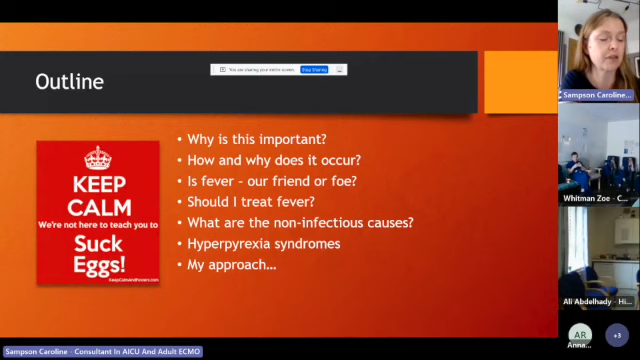 Outline
You are sharing your entire screen.
Stop Sharing
KEEP
CALM
We're not here to teach you to
Suck
Eggs!
KeepCalmAndPosters.com
• Why is this important?
• How and why does it occur?
• Is fever – our friend or foe?
• Should I treat fever?
• What are the non-infectious causes?
• Hyperpyrexia syndromes
• My approach…
Sampson Caroline...
Whitman Zoe - C...
Ali Abdelhady - Hi...
AR
Anna...
+3
Sampson Caroline - Consultant In AICU And Adult ECMO